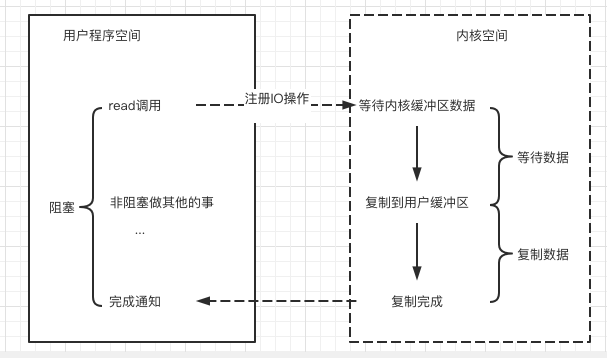 用户程序空间
内核空间
read调用
注册IO操作
等待内核缓冲区数据
等待数据
阻塞
非阻塞做其他的事
...
复制到用户缓冲区
复制数据
完成通知
复制完成